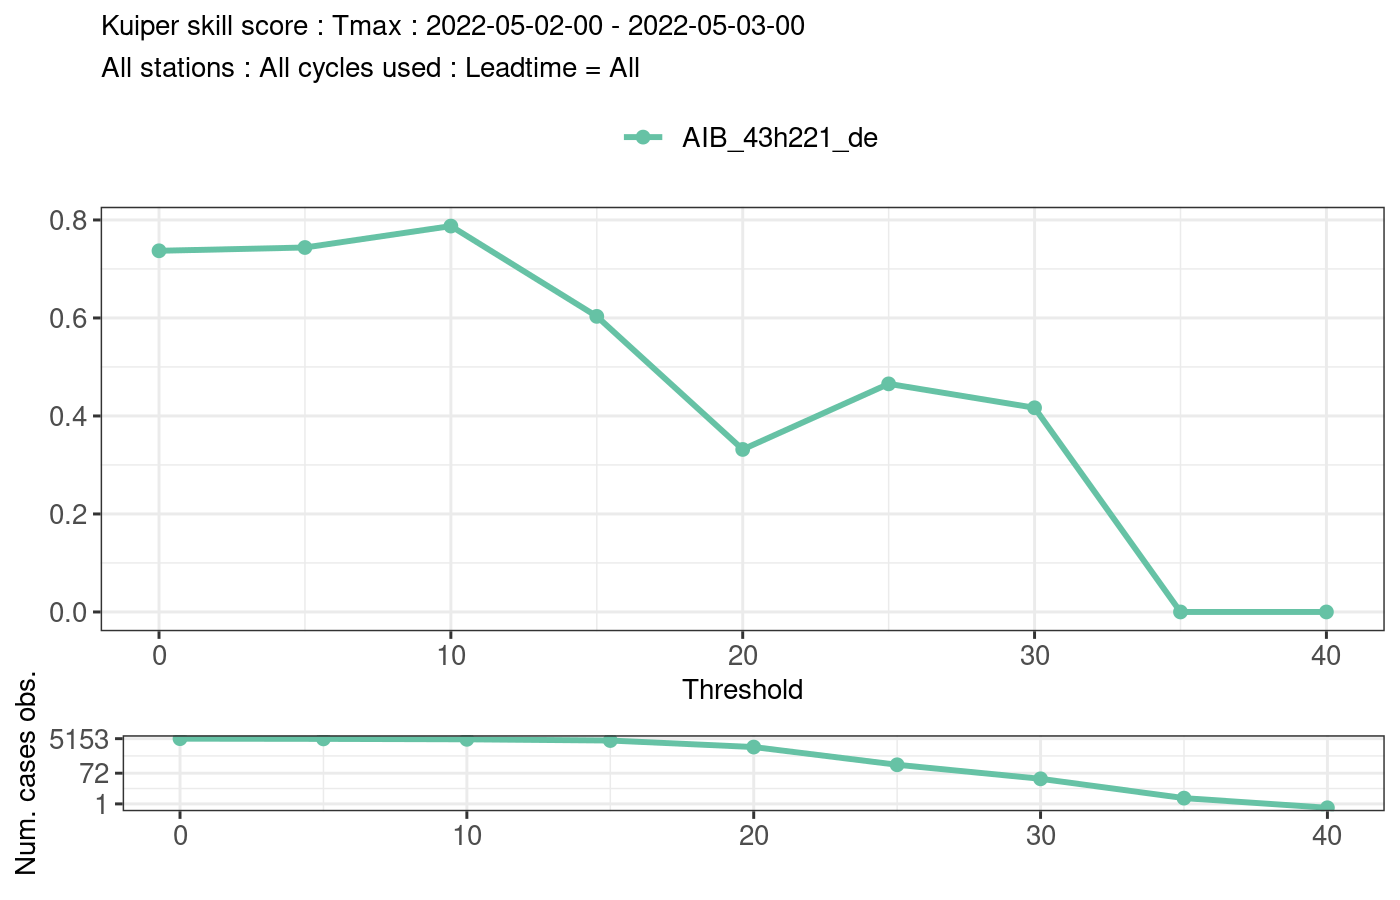 Kuiper skill score : Tmax : 2022-05-02-00 - 2022-05-03-00
All stations : All cycles used : Leadtime = All
AIB_43h221_de
0.8
0.6
0.4
0.2
0.0
0 10 20 30 40
Threshold
Num. cases obs.
5153
72
1
0 10 20 30 40